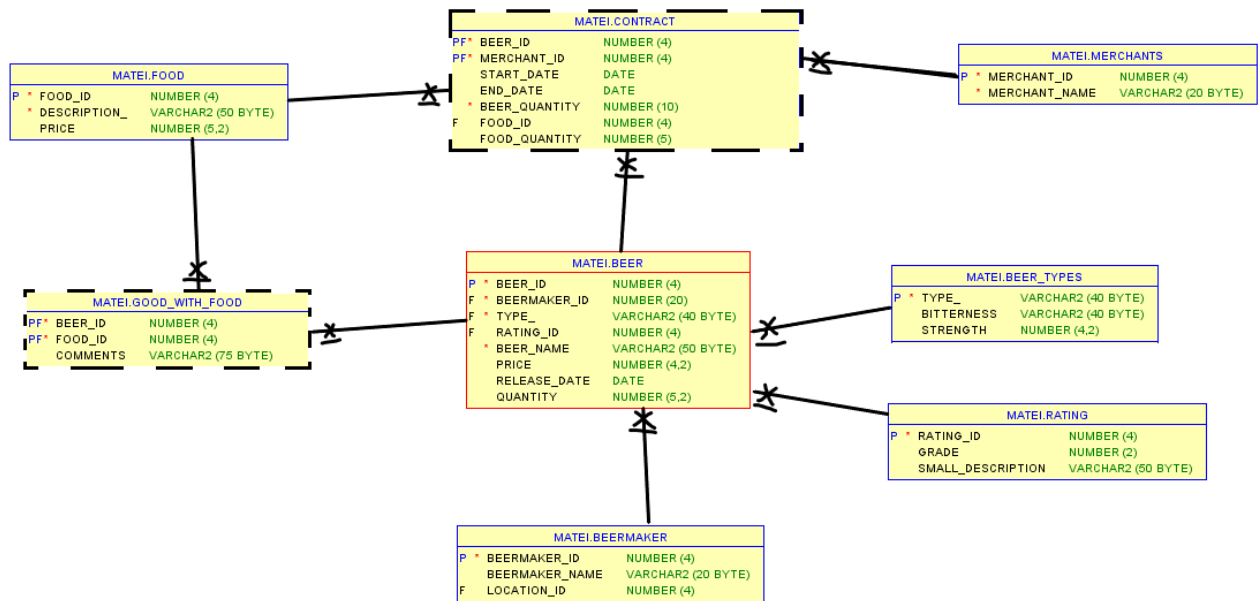 MATEI.CONTRACT
PF* BEER_ID NUMBER (4)
PF* MERCHANT_ID NUMBER (4)
START_DATE DATE
END_DATE DATE
* BEER_QUANTITY NUMBER (10)
F FOOD_ID NUMBER (4)
FOOD_QUANTITY NUMBER (5)
MATEI.MERCHANTS
P * MERCHANT_ID NUMBER (4)
* MERCHANT_NAME VARCHAR2 (20 BYTE)
MATEI.FOOD
P * FOOD_ID NUMBER (4)
* DESCRIPTION_ VARCHAR2 (50 BYTE)
PRICE NUMBER (5,2)
MATEI.BEER
P * BEER_ID NUMBER (4)
F * BEERMAKER_ID NUMBER (20)
F * TYPE_ VARCHAR2 (40 BYTE)
F RATING_ID NUMBER (4)
* BEER_NAME VARCHAR2 (50 BYTE)
PRICE NUMBER (4,2)
RELEASE_DATE DATE
QUANTITY NUMBER (5,2)
MATEI.BEER_TYPES
P * TYPE_ VARCHAR2 (40 BYTE)
BITTERNESS VARCHAR2 (40 BYTE)
STRENGTH NUMBER (4,2)
MATEI.GOOD_WITH_FOOD
PF* BEER_ID NUMBER (4)
PF* FOOD_ID NUMBER (4)
COMMENTS VARCHAR2 (75 BYTE)
MATEI.RATING
P * RATING_ID NUMBER (4)
GRADE NUMBER (2)
SMALL_DESCRIPTION VARCHAR2 (50 BYTE)
MATEI.BEERMAKER
P * BEERMAKER_ID NUMBER (4)
BEERMAKER_NAME VARCHAR2 (20 BYTE)
F LOCATION_ID NUMBER (4)